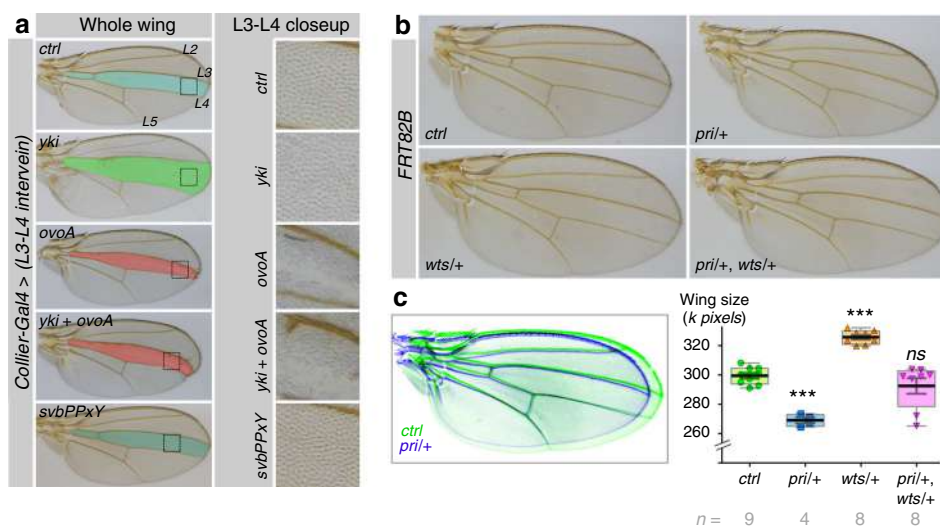 a
Whole wing
L3-L4 closeup
Collier-Gal4 > (L3-L4 intervein)
ctrl
L2
L3
L4
L5
ctrl
yki
yki
ovoA
ovoA
yki + ovoA
yki + ovoA
svbPPxY
svbPPxY
b
FRT82B
ctrl
pri/+
wts/+
pri/+, wts/+
c
ctrl
pri/+
Wing size
(k pixels)
320
300
280
260
***
***
ns
ctrl
pri/+
wts/+
pri/+,
wts/+
n = 9 4 8 8